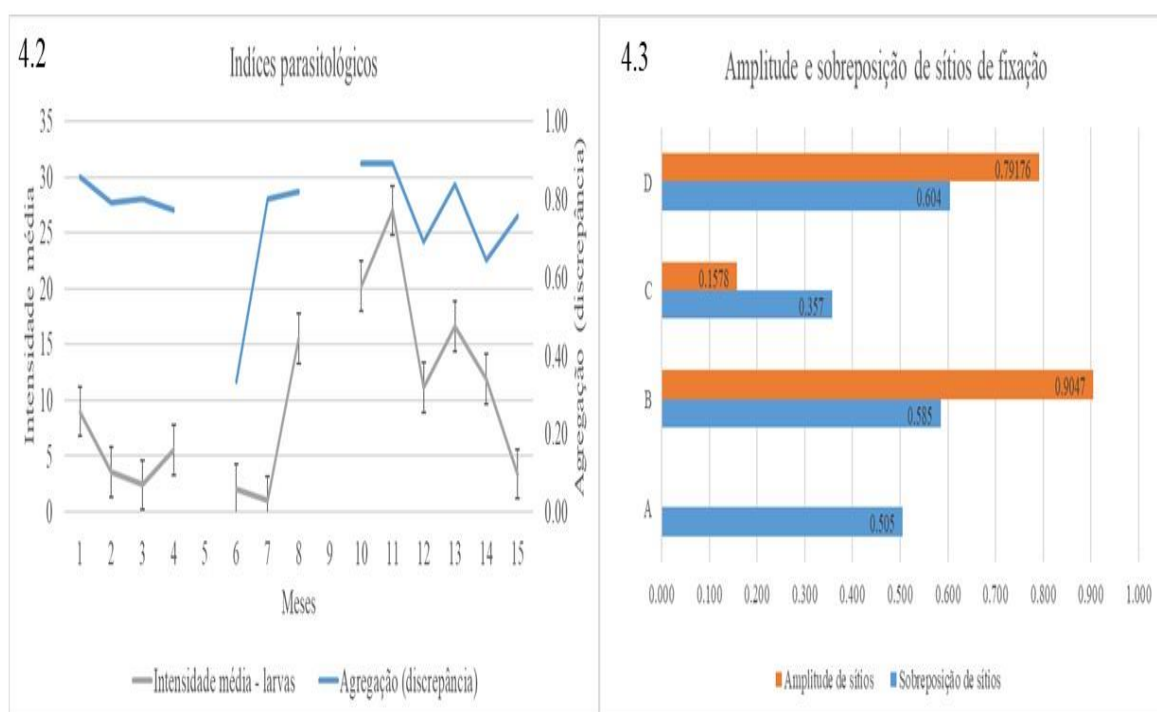 4.2
Indíces parasitológicos
35
30
25
20
15
10
5
0
Intensidade média
1.00
0.80
0.60
0.40
0.20
0.00
Agregação (discrepância)
1 2 3 4 5 6 7 8 9 10 11 12 13 14 15
Meses
Intensidade média - larvas Agregação (discrepância)
4.3
Amplitude e sobreposição de sítios de fixação
D
0.79176
0.604
C
0.1578
0.357
B
0.9047
0.585
A
0.505
0.000 0.100 0.200 0.300 0.400 0.500 0.600 0.700 0.800 0.900 1.000
Amplitude de sítios Sobreposição de sítios